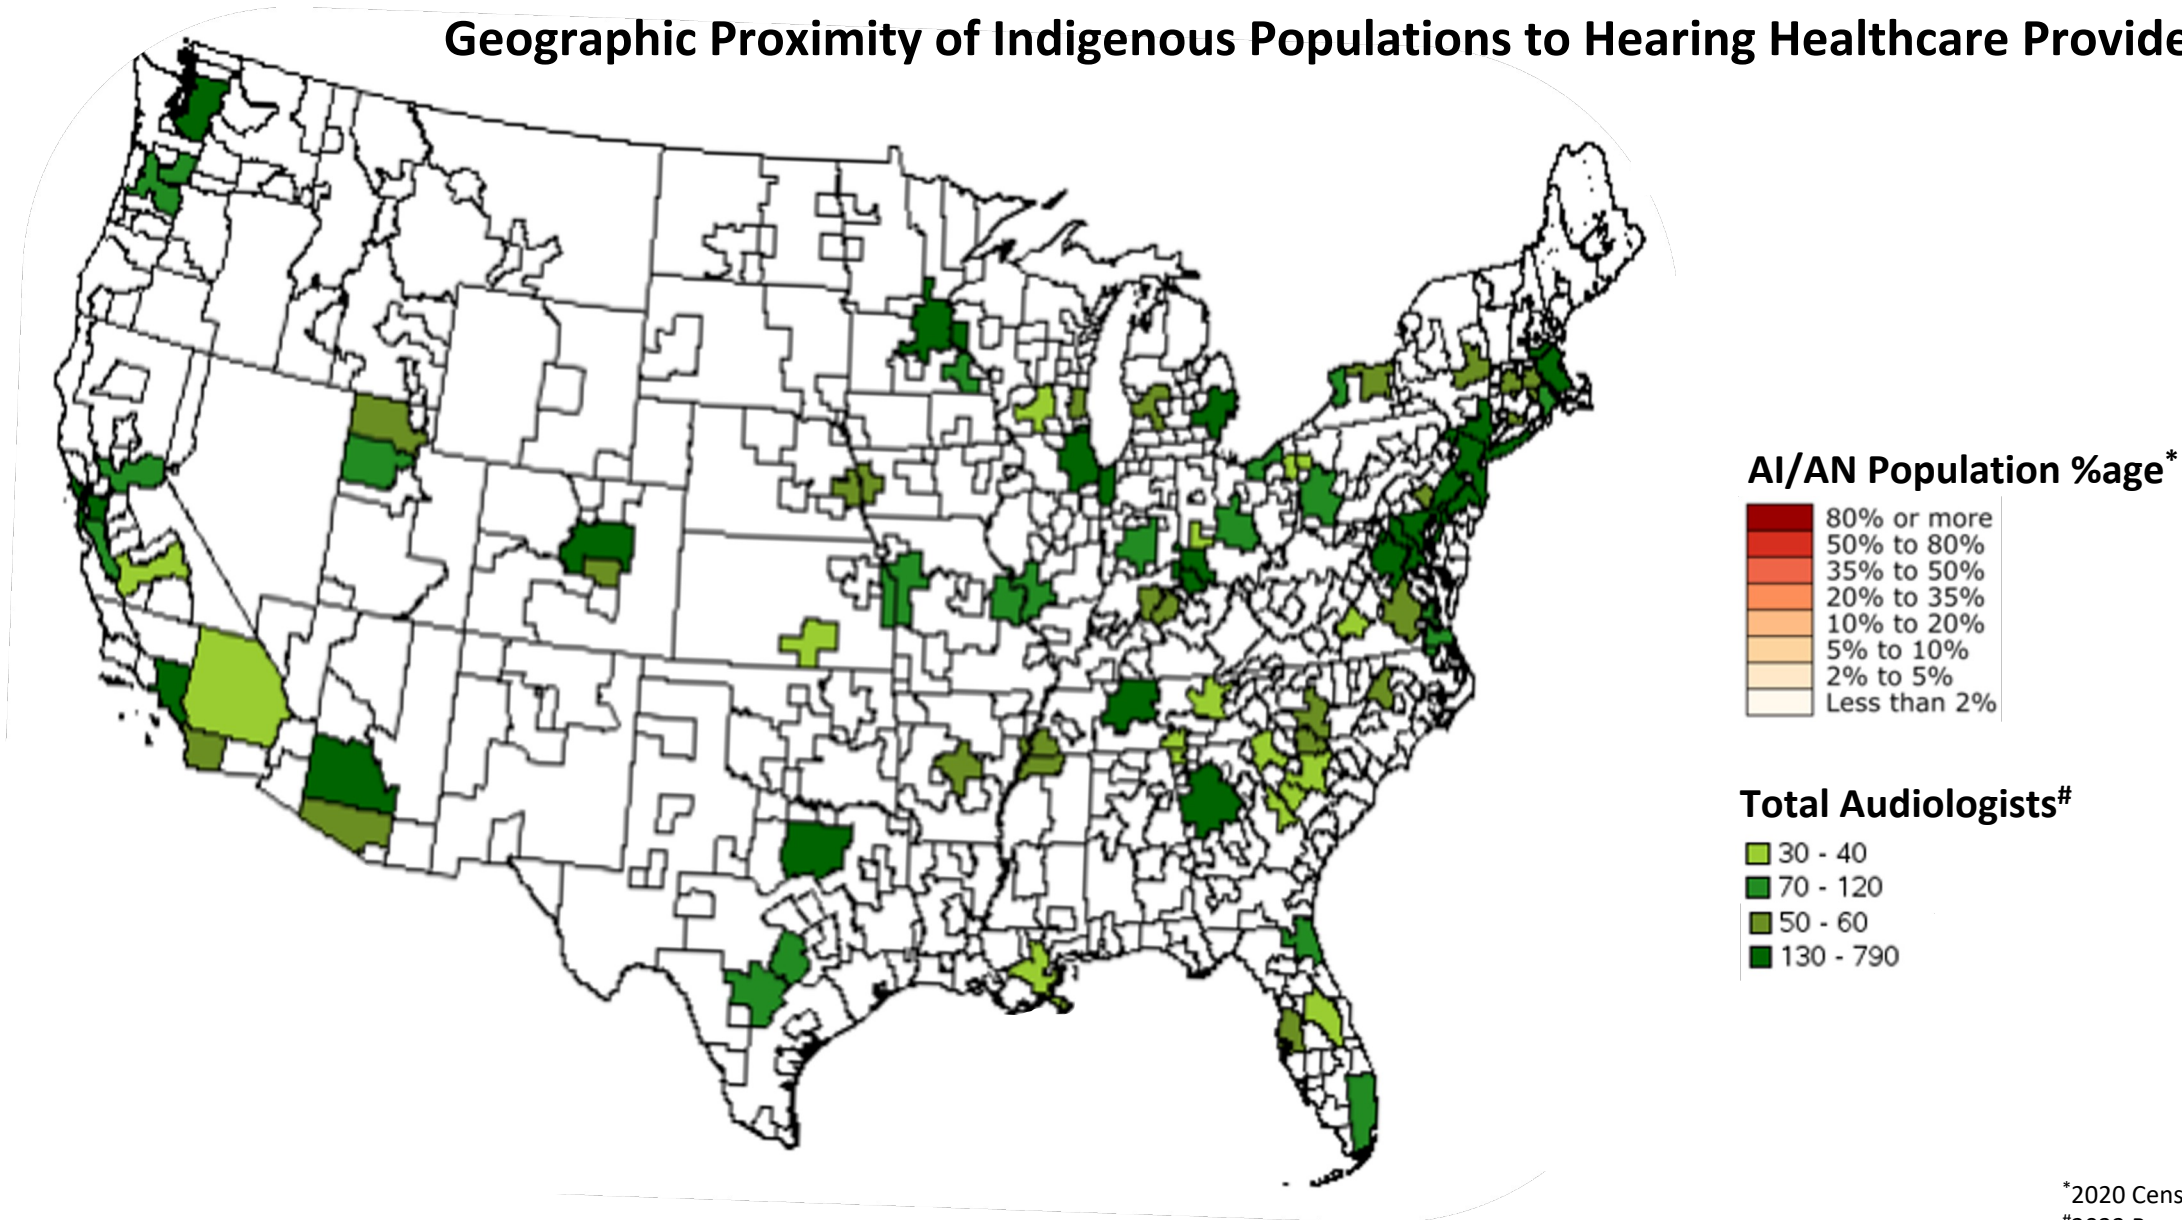 Geographic Proximity of Indigenous Populations to Hearing Healthcare Provide
AI/AN Population %age*
80% or more
50% to 80%
35% to 50%
20% to 35%
10% to 20%
5% to 10%
2% to 5%
Less than 2%
Total Audiologists#
30 - 40
70 - 120
50 - 60
130 - 790
*2020 Cens